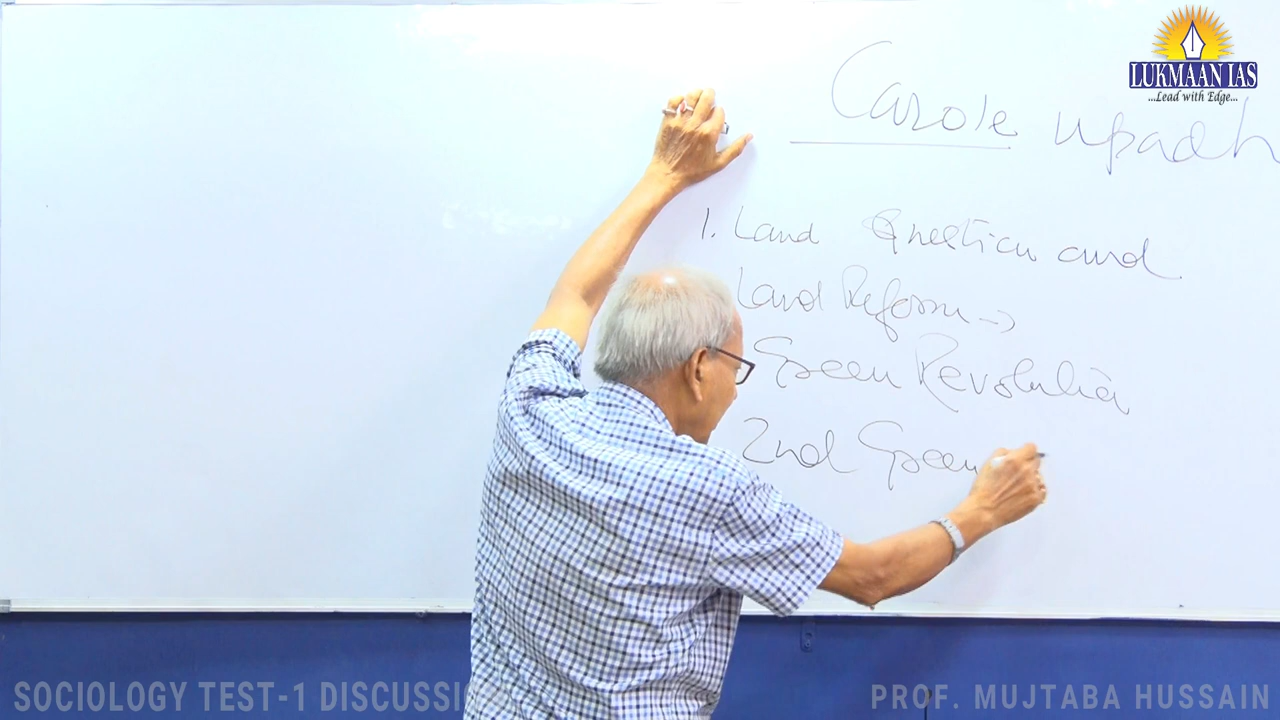 LUKMAAN IAS
...Lead with Edge...
Carole Upadh
1. Land Question and
Land Reform →
Green Revolution
2nd Green
SOCIOLOGY TEST-1 DISCUSSI
PROF. MUJTABA HUSSAIN